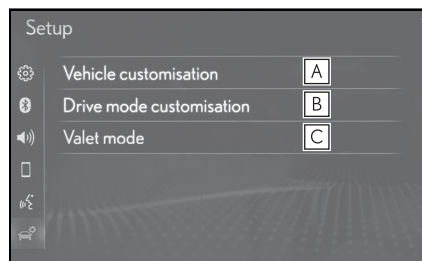 Setup
Vehicle customisation A
Drive mode customisation B
Valet mode C